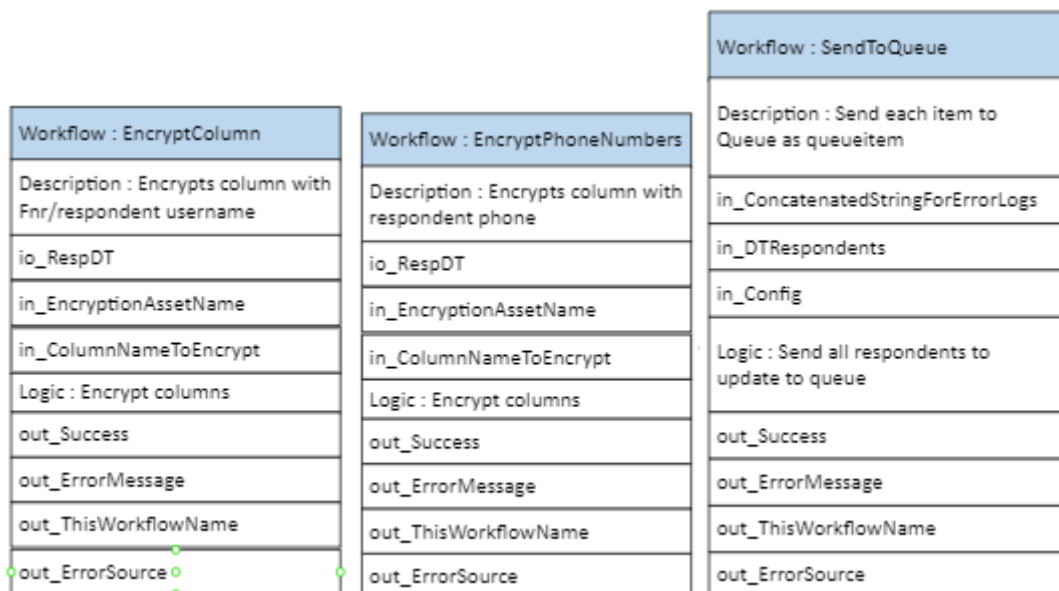 Workflow : EncryptColumn
Description : Encrypts column with
Fnr/respondent username
io_RespDT
in_EncryptionAssetName
in_ColumnNameToEncrypt
Logic : Encrypt columns
out_Success
out_ErrorMessage
out_ThisWorkflowName
out_ErrorSource
Workflow : EncryptPhoneNumbers
Description : Encrypts column with
respondent phone
io_RespDT
in_EncryptionAssetName
in_ColumnNameToEncrypt
Logic : Encrypt columns
out_Success
out_ErrorMessage
out_ThisWorkflowName
out_ErrorSource
Workflow : SendToQueue
Description : Send each item to
Queue as queueitem
in_ConcatenatedStringForErrorLogs
in_DTRespondents
in_Config
Logic : Send all respondents to
update to queue
out_Success
out_ErrorMessage
out_ThisWorkflowName
out_ErrorSource